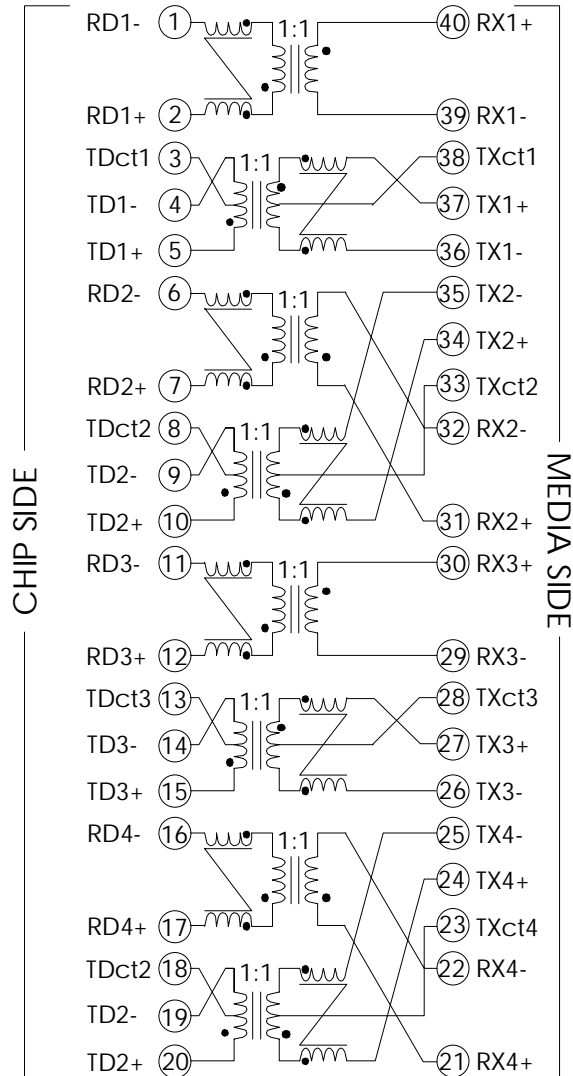 RD1- 1 1:1 40 RX1+
RD1+ 2 39 RX1-
TDct1 3 1:1 38 TXct1
TD1- 4 37 TX1+
TD1+ 5 36 TX1-
RD2- 6 1:1 35 TX2-
34 TX2+
RD2+ 7 33 TXct2
TDct2 8 1:1 32 RX2-
TD2- 9
TD2+ 10 31 RX2+
RD3- 11 1:1 30 RX3+
RD3+ 12 29 RX3-
TDct3 13 1:1 28 TXct3
TD3- 14 27 TX3+
TD3+ 15 26 TX3-
RD4- 16 1:1 25 TX4-
24 TX4+
RD4+ 17 23 TXct4
TDct2 18 1:1 22 RX4-
TD2- 19
TD2+ 20 21 RX4+
CHIP SIDE
MEDIA SIDE